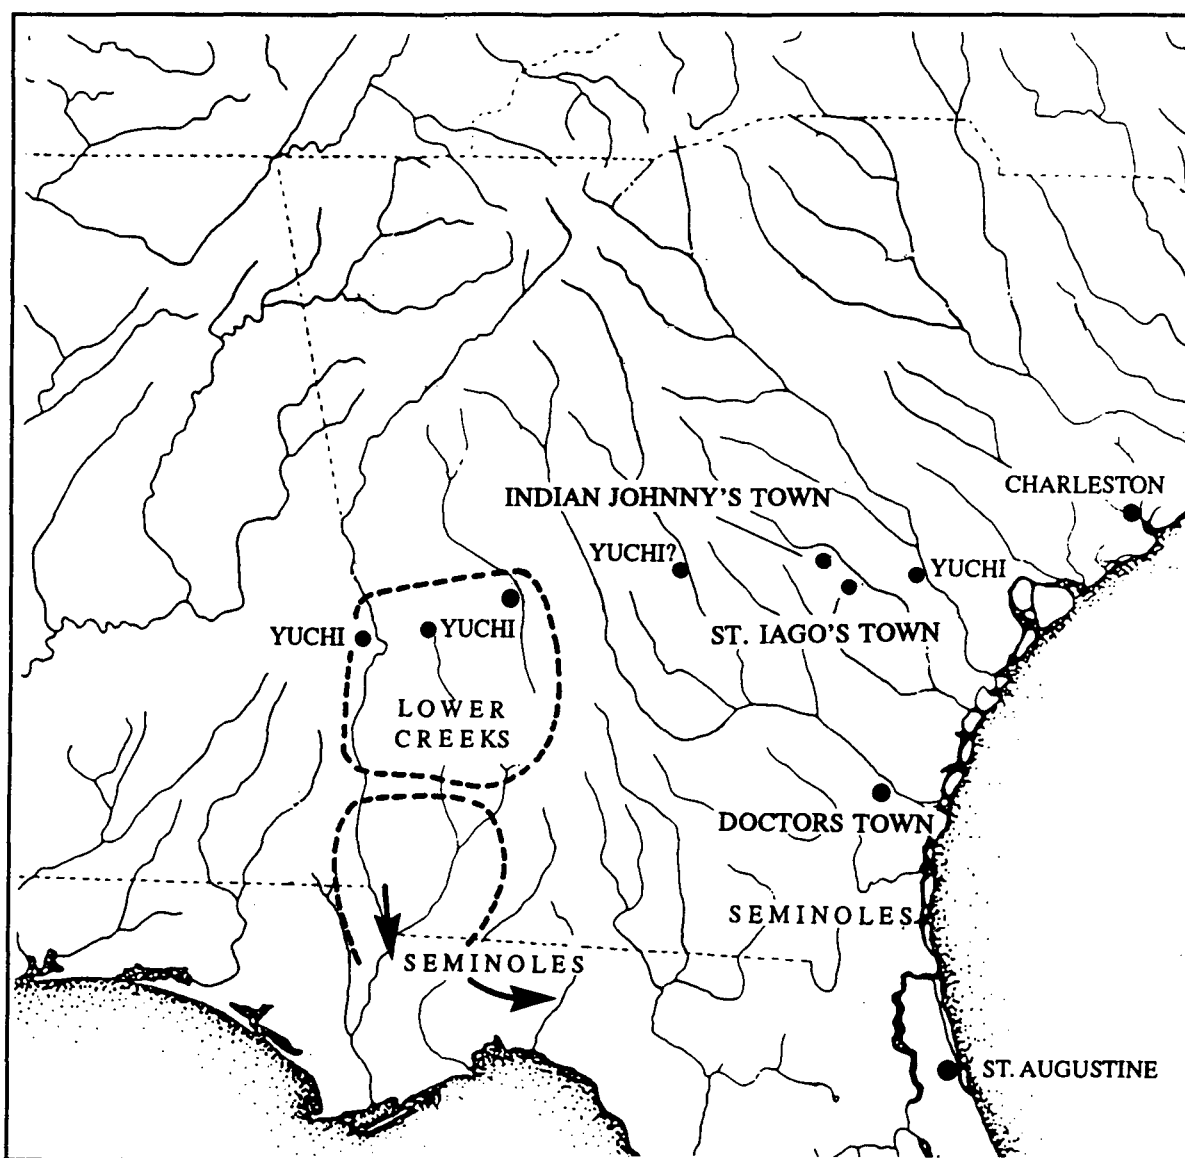 CHARLESTON
INDIAN JOHNNY'S TOWN
YUCHI?
YUCHI
ST. IAGO'S TOWN
YUCHI
YUCHI
LOWER
CREEKS
DOCTORS TOWN
SEMINOLES
SEMINOLES
ST. AUGUSTINE